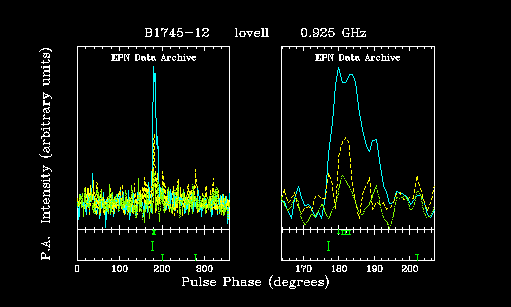 B1745-12 lovell 0.925 GHz
EPN Data Archive EPN Data Archive
P.A. Intensity (arbitrary units)
0 100 200 300 170 180 190 200
Pulse Phase (degrees)